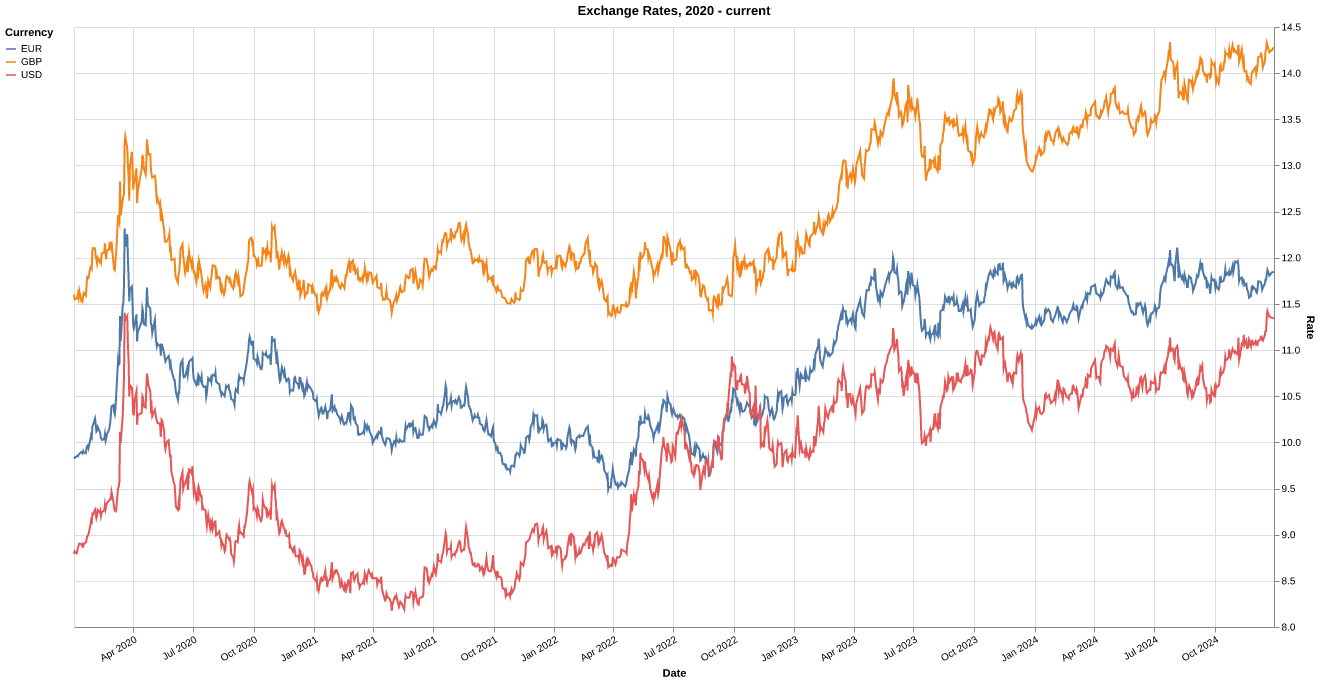 Exchange Rates, 2020 - current
Currency
EUR
GBP
USD
14.5
14.0
13.5
13.0
12.5
12.0
11.5
11.0
10.5
10.0
9.5
9.0
8.5
8.0
Rate
Apr 2020
Jul 2020
Oct 2020
Jan 2021
Apr 2021
Jul 2021
Oct 2021
Jan 2022
Apr 2022
Jul 2022
Oct 2022
Jan 2023
Apr 2023
Jul 2023
Oct 2023
Jan 2024
Apr 2024
Jul 2024
Oct 2024
Date